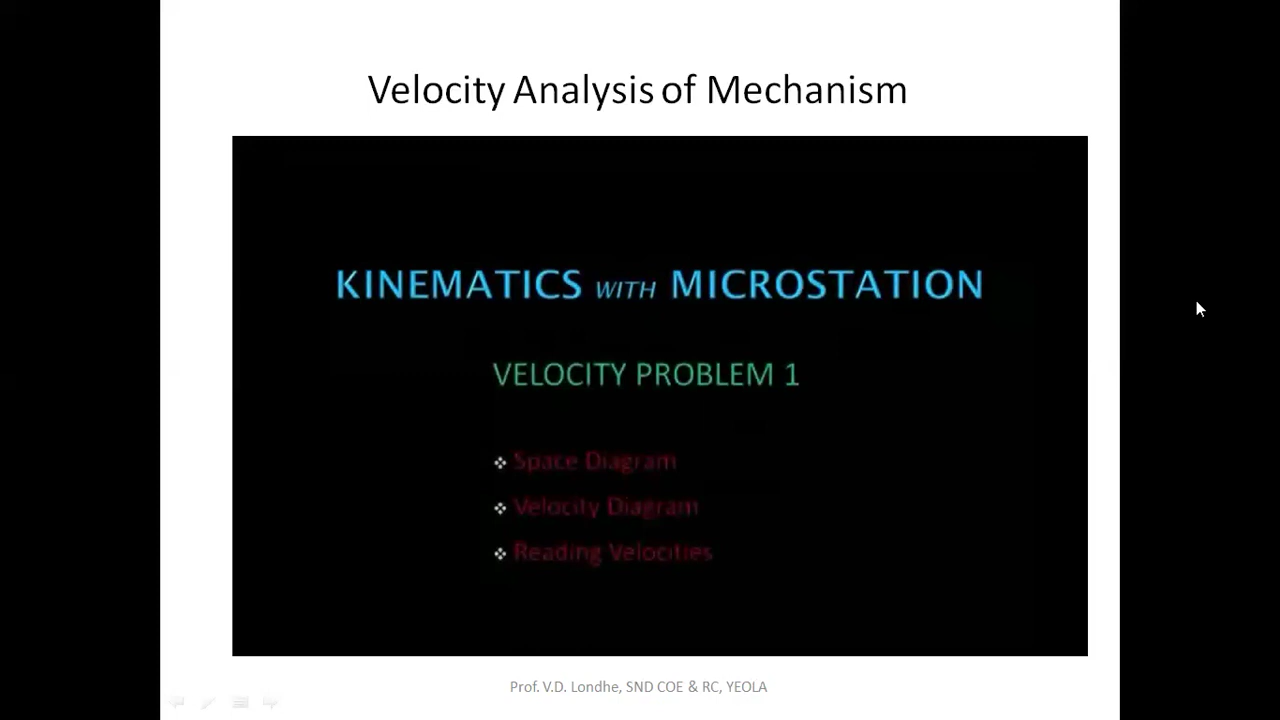 Velocity Analysis of Mechanism
KINEMATICS WITH MICROSTATION
VELOCITY PROBLEM 1
❖ Space Diagram
❖ Velocity Diagram
❖ Reading Velocities
Prof. V.D. Londhe, SND COE & RC, YEOLA